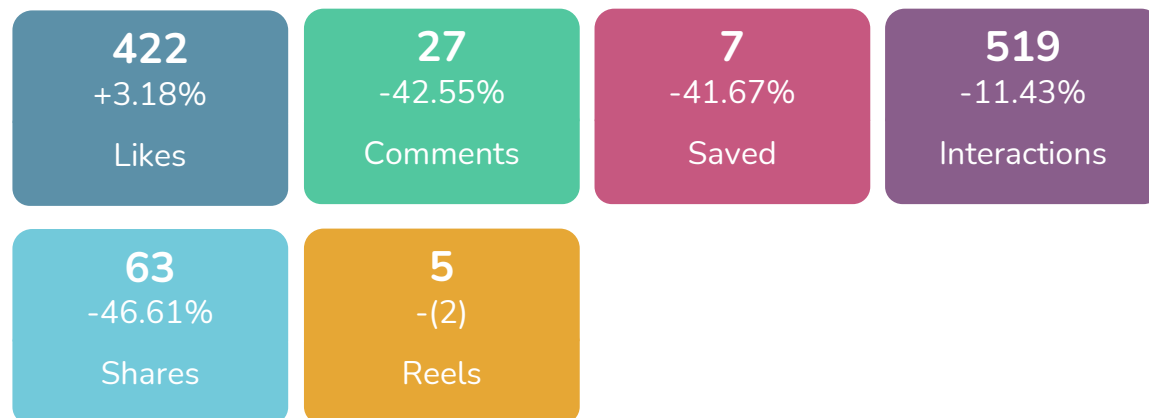 422
+3.18%
Likes
27
-42.55%
Comments
7
-41.67%
Saved
519
-11.43%
Interactions
63
-46.61%
Shares
5
-(2)
Reels